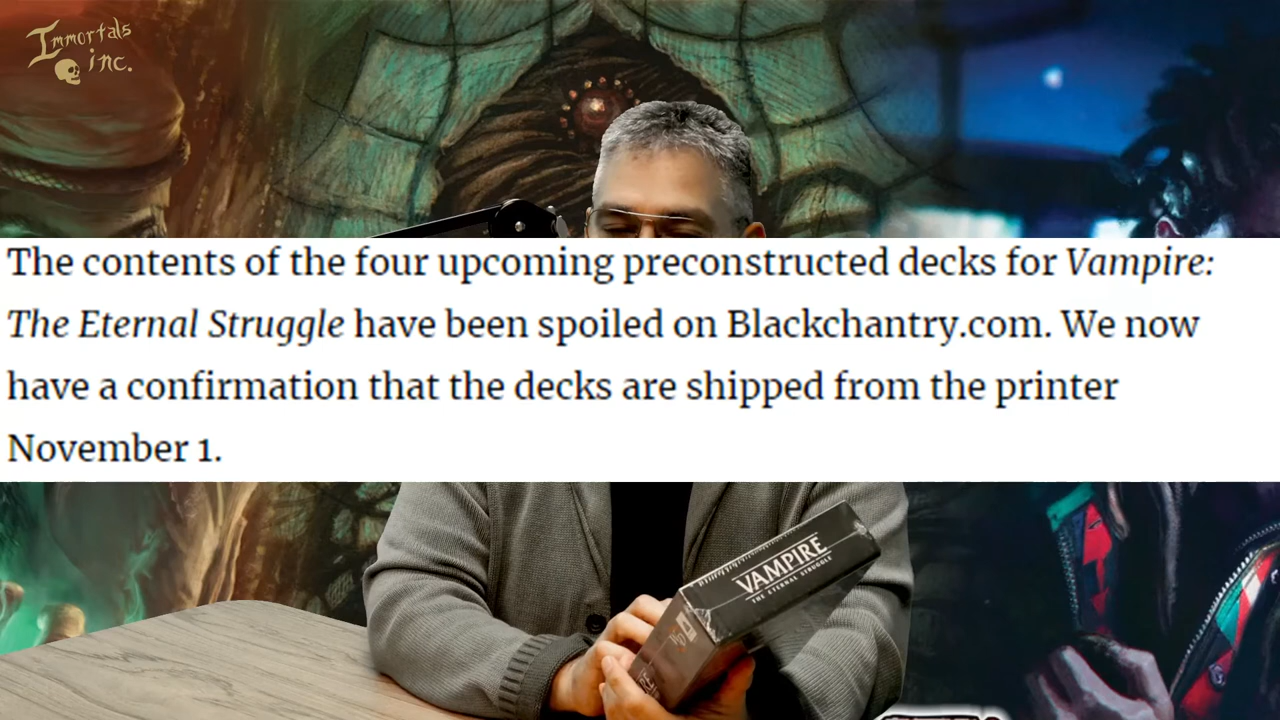 Immortals
inc.
The contents of the four upcoming preconstructed decks for Vampire:
The Eternal Struggle have been spoiled on Blackchantry.com. We now
have a confirmation that the decks are shipped from the printer
November 1.
VAMPIRE
THE ETERNAL STRUGGLE